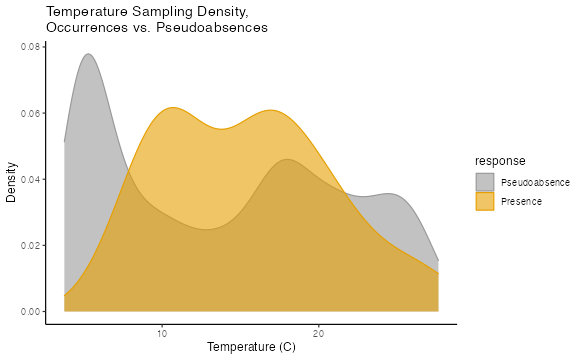 Temperature Sampling Density,
Occurrences vs. Pseudoabsences
0.08
0.06
0.04
0.02
0.00
Density
10
20
Temperature (C)
response
Pseudoabsence
Presence